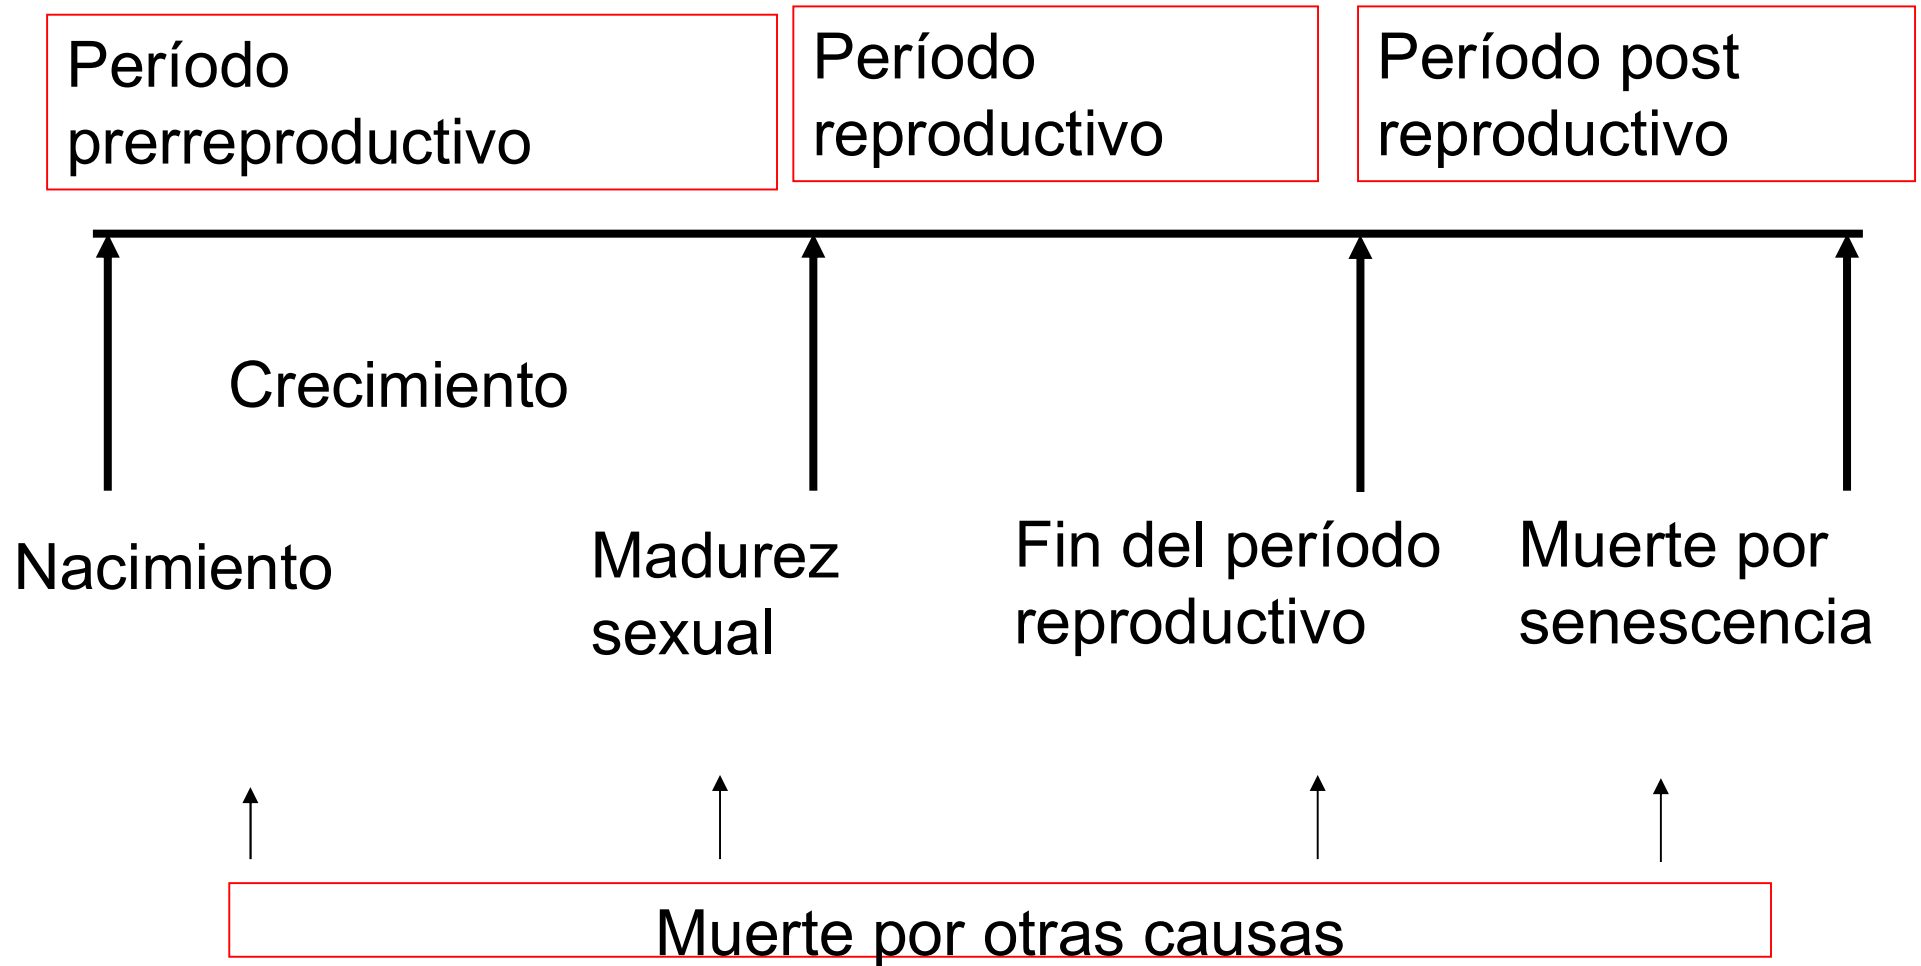 Período
prerreproductivo
Período
reproductivo
Período post
reproductivo
Crecimiento
Nacimiento
Madurez
sexual
Fin del período
reproductivo
Muerte por
senescencia
Muerte por otras causas